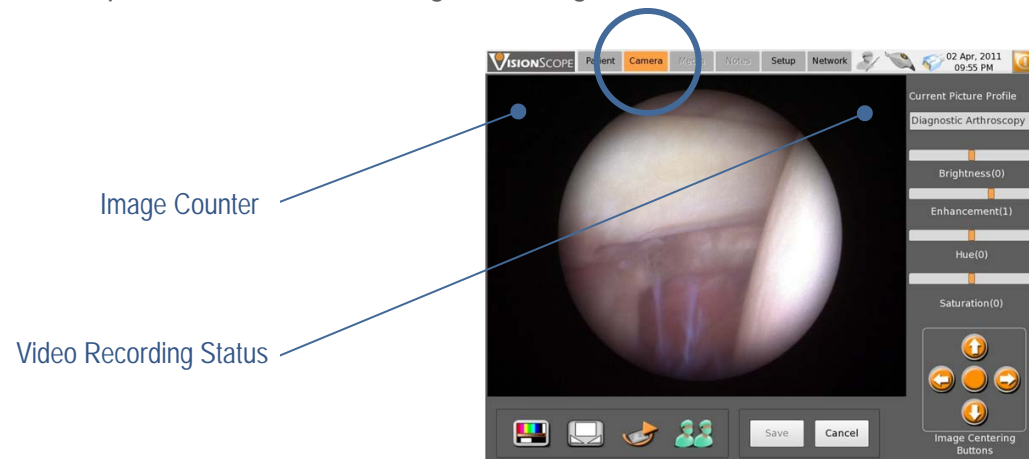 VISIONSCOPE Patient Camera Media Notes Setup Network 02 Apr, 2011
09:55 PM
Current Picture Profile
Diagnostic Arthroscopy
Brightness(0)
Image Counter
Enhancement(1)
Hue(0)
Saturation(0)
Video Recording Status
Save Cancel
Image Centering
Buttons